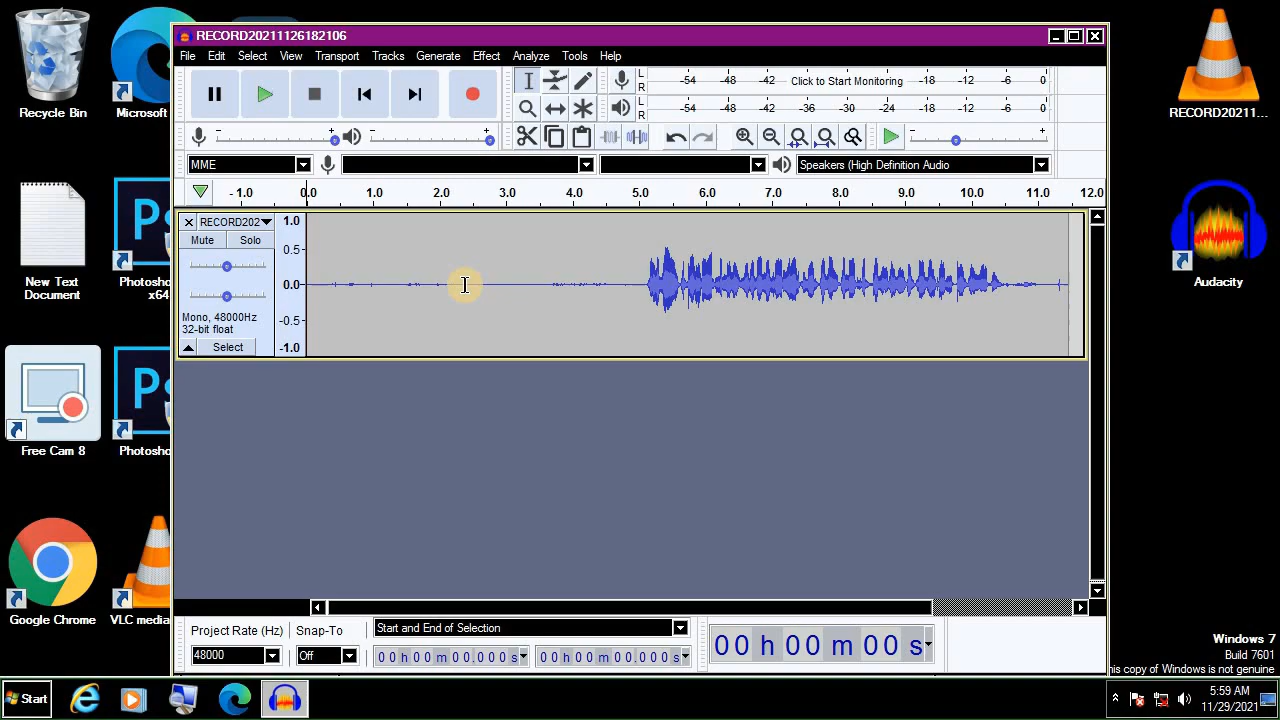 RECORD20211126182106
File Edit Select View Transport Tracks Generate Effect Analyze Tools Help
L R -54 -48 -42 Click to Start Monitoring -18 -12 -6 0
L R -54 -48 -42 -36 -30 -24 -18 -12 -6 0
- + - + - +
MME
Speakers (High Definition Audio
- 1.0 0.0 1.0 2.0 3.0 4.0 5.0 6.0 7.0 8.0 9.0 10.0 11.0 12.0
RECORD202
Mute Solo
- +
L R
Mono, 48000Hz
32-bit float
Select
1.0
0.5
0.0
-0.5
-1.0
Project Rate (Hz) Snap-To
48000 Off
Start and End of Selection
00 h 00 m 00.000 s 00 h 00 m 00.000 s
00 h 00 m 00 s
Recycle Bin
Microsoft
New Text
Document
Ps
Photosh
x64
Free Cam 8
Ps
Photosho
Google Chrome
VLC media
RECORD20211...
Audacity
Windows 7
Build 7601
his copy of Windows is not genuine
Start
5:59 AM
11/29/2021